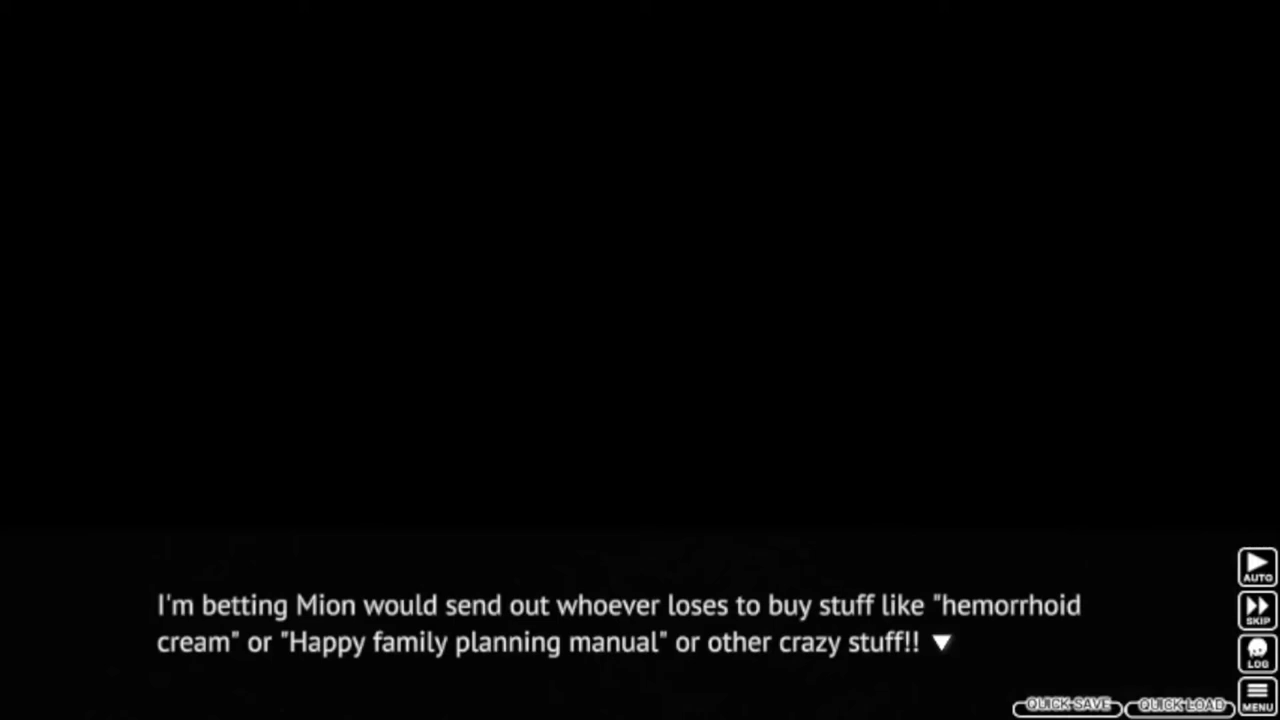 I'm betting Mion would send out whoever loses to buy stuff like "hemorrhoid
cream" or "Happy family planning manual" or other crazy stuff!!
AUTO
SKIP
LOG
MENU
QUICK SAVE
QUICK LOAD